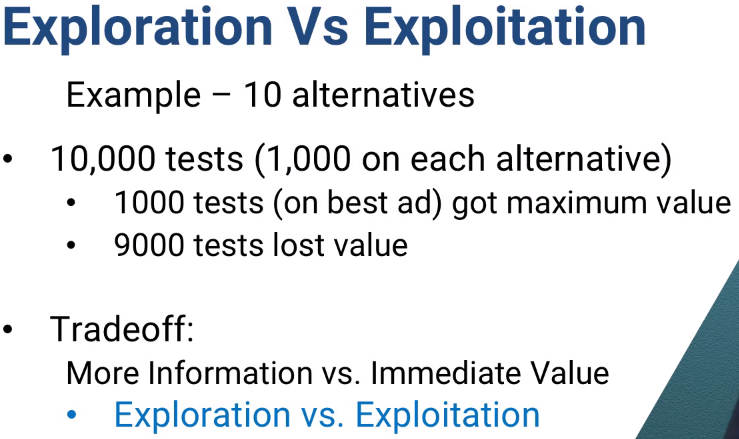 Exploration Vs Exploitation
Example – 10 alternatives
• 10,000 tests (1,000 on each alternative)
• 1000 tests (on best ad) got maximum value
• 9000 tests lost value
• Tradeoff:
More Information vs. Immediate Value
• Exploration vs. Exploitation